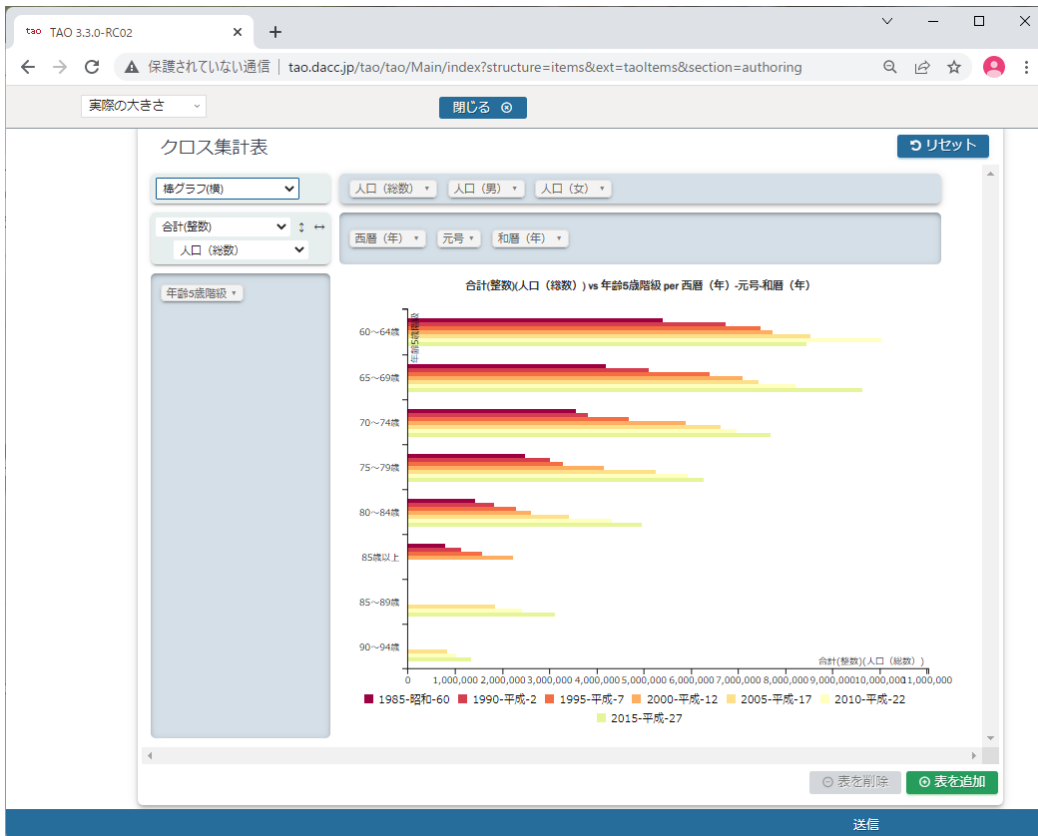 tao TAO 3.3.0-RC02
保護されていない通信 | tao.dacc.jp/tao/tao/Main/index?structure=items&ext=taoItems&section=authoring
実際の大きさ
閉じる
クロス集計表
リセット
棒グラフ(横)
人口（総数） 人口（男） 人口（女）
合計(整数)
人口（総数）
西暦（年） 元号 和暦（年）
年齢5歳階級
合計(整数)(人口（総数）) vs 年齢5歳階級 per 西暦（年）-元号-和暦（年）
年齢5歳階級
60～64歳
65～69歳
70～74歳
75～79歳
80～84歳
85歳以上
85～89歳
90～94歳
合計(整数)(人口（総数）)
0 1,000,000 2,000,000 3,000,000 4,000,000 5,000,000 6,000,000 7,000,000 8,000,000 9,000,000 10,000,000 11,000,000
1985-昭和-60 1990-平成-2 1995-平成-7 2000-平成-12 2005-平成-17 2010-平成-22
2015-平成-27
表を削除 表を追加
送信